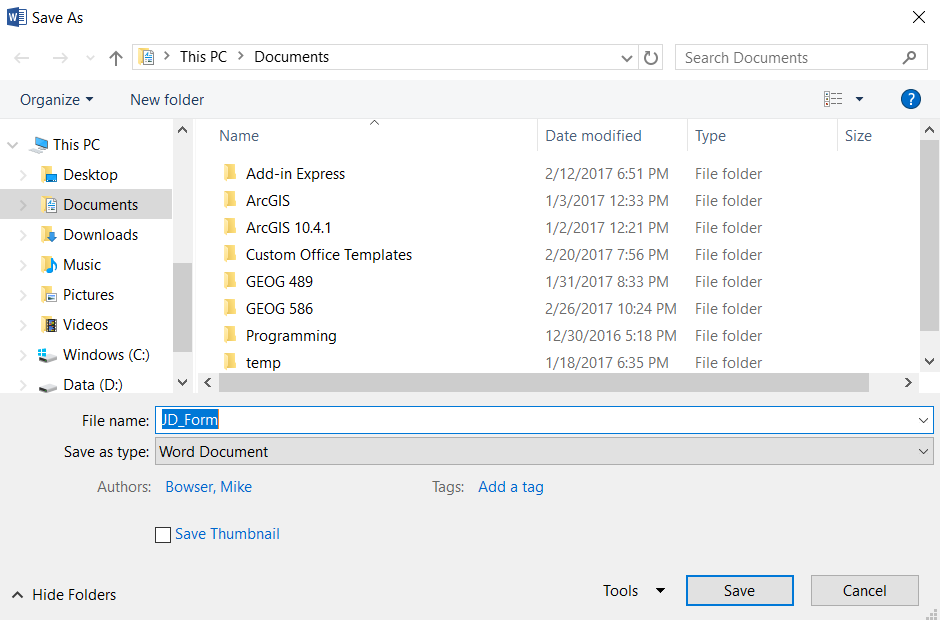 Save As
This PC > Documents
Search Documents
Organize
New folder
?
Name
Date modified
Type
Size
This PC
Desktop
Documents
Downloads
Music
Pictures
Videos
Windows (C:)
Data (D:)
Add-in Express 2/12/2017 6:51 PM File folder
ArcGIS 1/3/2017 12:33 PM File folder
ArcGIS 10.4.1 1/2/2017 12:21 PM File folder
Custom Office Templates 2/20/2017 7:56 PM File folder
GEOG 489 1/31/2017 8:33 PM File folder
GEOG 586 2/26/2017 10:24 PM File folder
Programming 12/30/2016 5:18 PM File folder
temp 1/18/2017 6:35 PM File folder
File name: JD_Form
Save as type: Word Document
Authors: Bowser, Mike
Tags: Add a tag
Save Thumbnail
Hide Folders
Tools
Save
Cancel